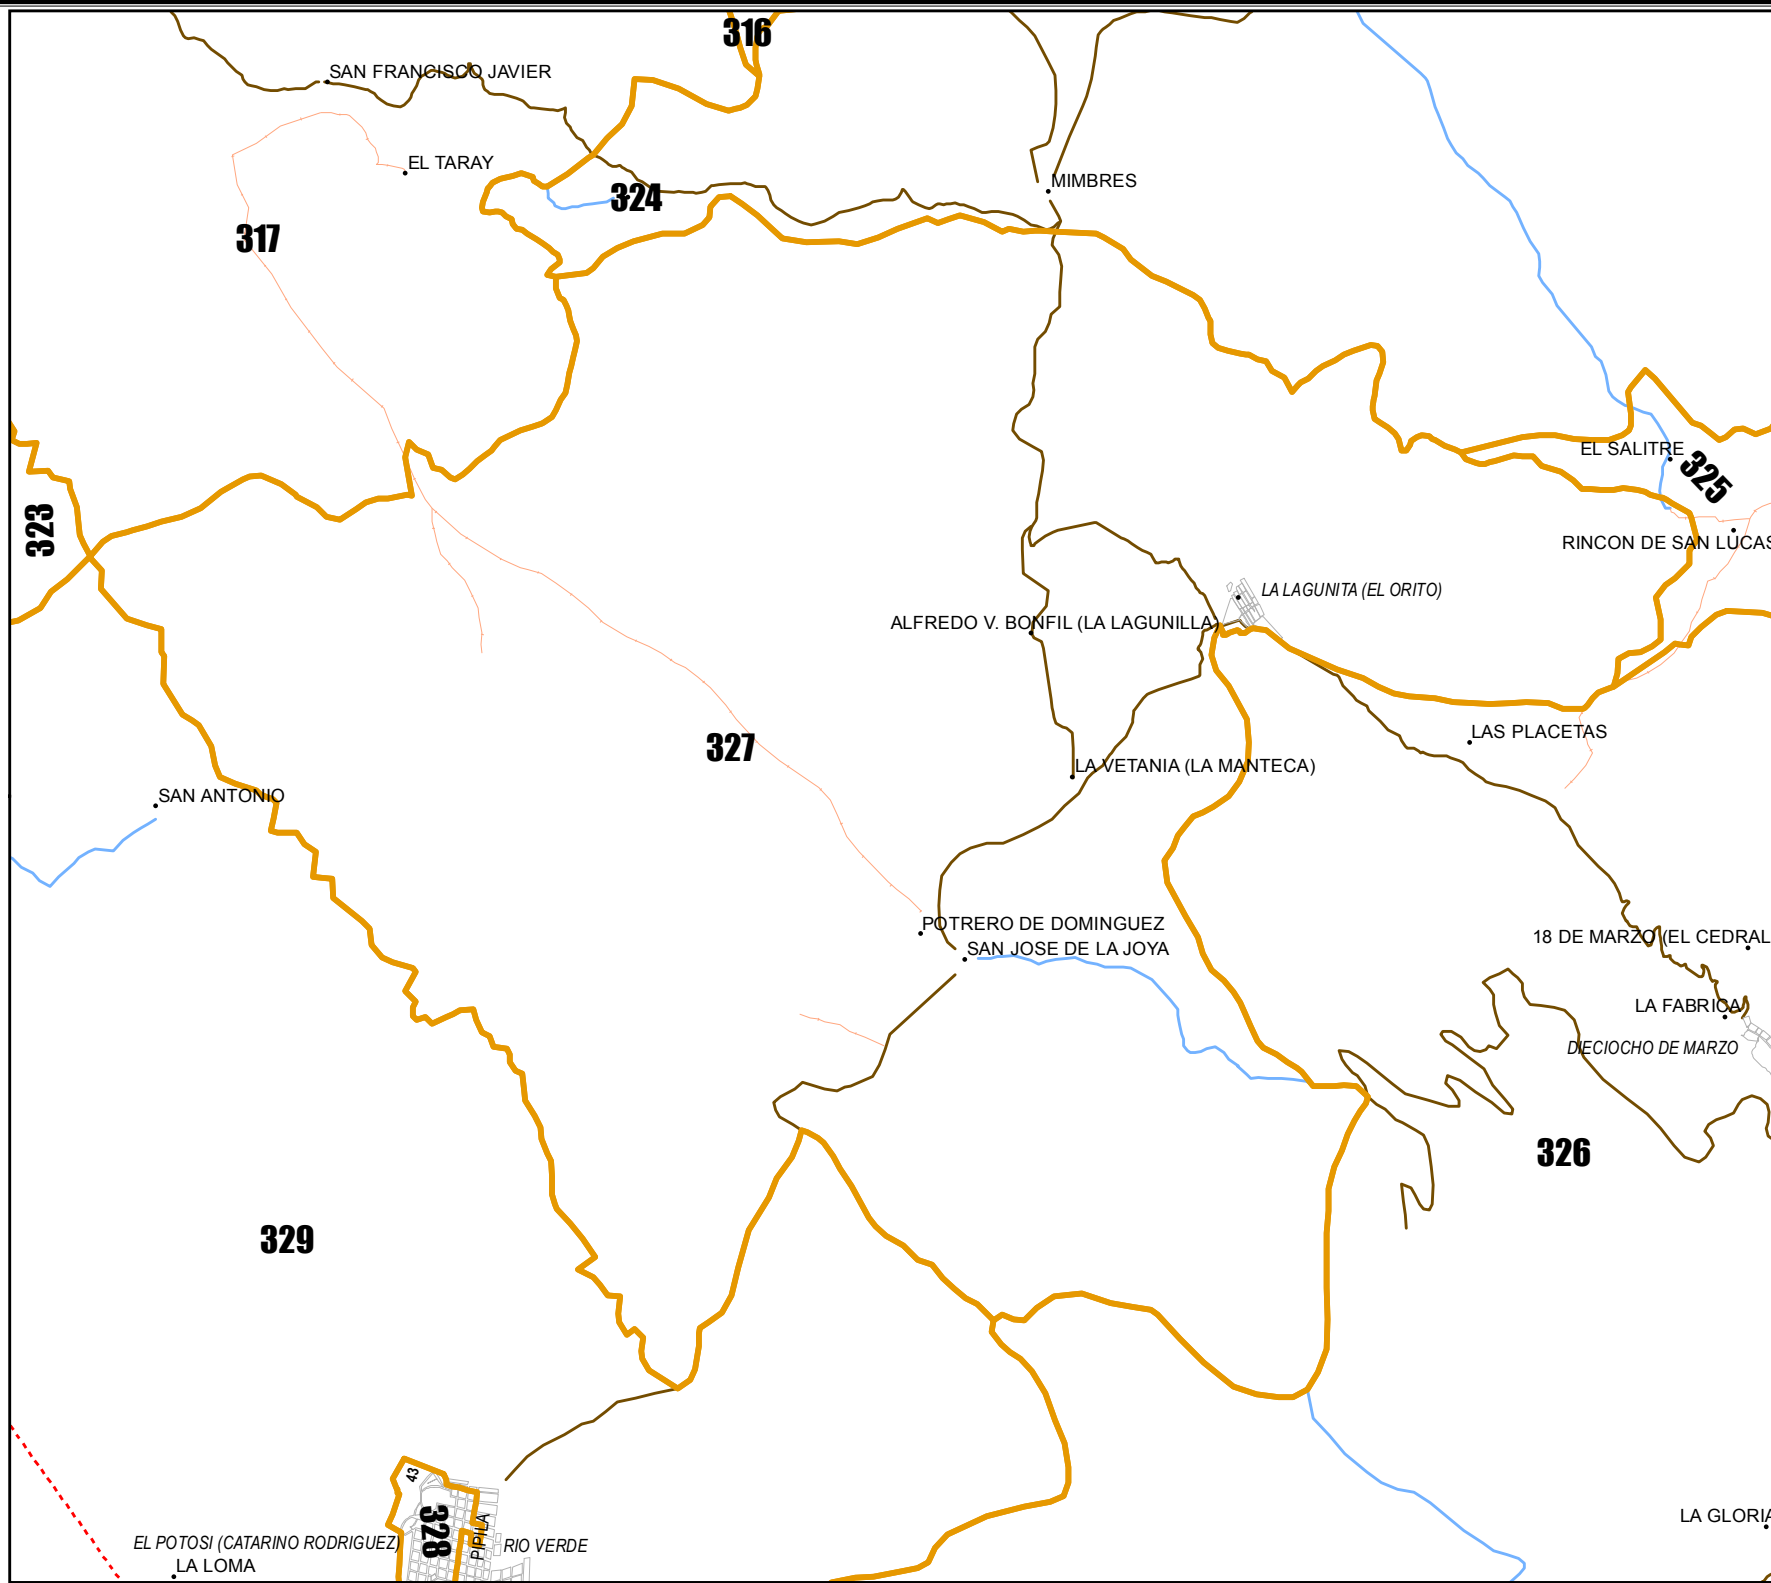 316
SAN FRANCISCO JAVIER
EL TARAY
MIMBRES
324
317
EL SALITRE
325
323
RINCON DE SAN LUCAS
LA LAGUNITA (EL ORITO)
ALFREDO V. BONFIL (LA LAGUNILLA)
LAS PLACETAS
327
LA VETANIA (LA MANTECA)
SAN ANTONIO
POTRERO DE DOMINGUEZ
18 DE MARZO (EL CEDRAL
SAN JOSE DE LA JOYA
LA FABRICA
DIECIOCHO DE MARZO
326
329
43
LA GLORIA
328
PIPILA
EL POTOSI (CATARINO RODRIGUEZ)
RIO VERDE
LA LOMA